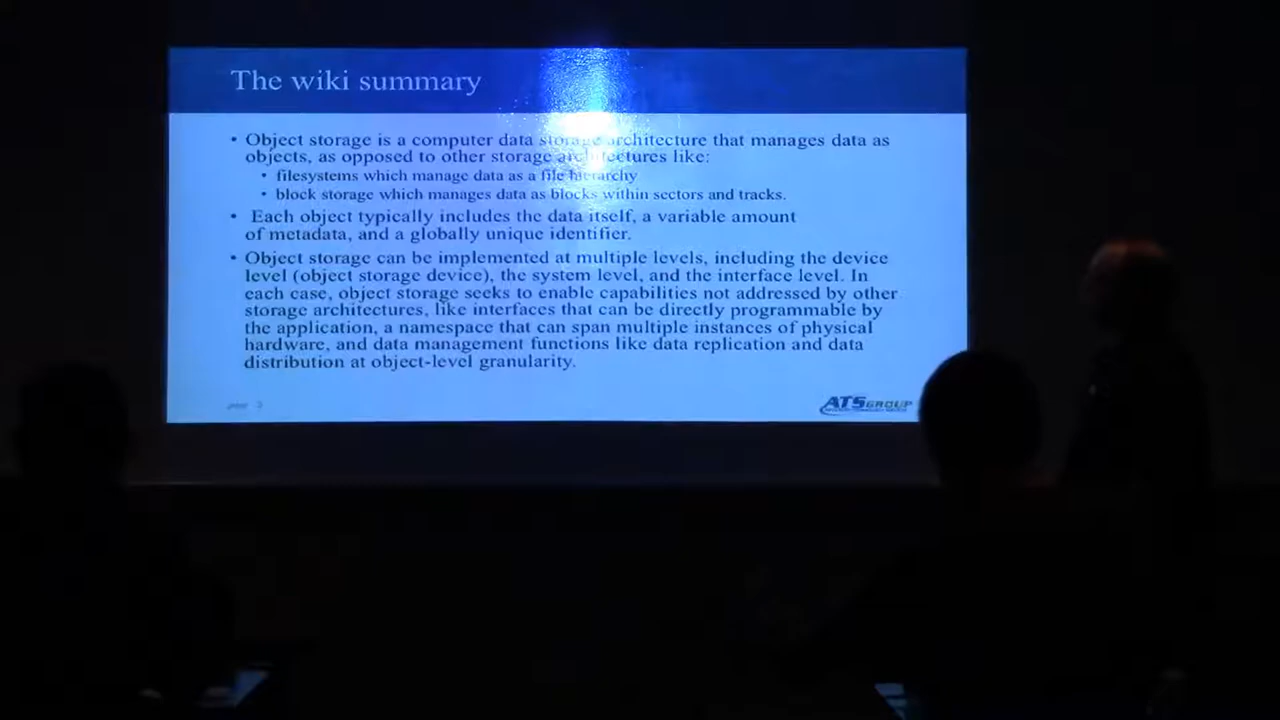 The wiki summary
• Object storage is a computer data storage architecture that manages data as
objects, as opposed to other storage architectures like:
• filesystems which manage data as a file hierarchy
• block storage which manages data as blocks within sectors and tracks.
• Each object typically includes the data itself, a variable amount
of metadata, and a globally unique identifier.
• Object storage can be implemented at multiple levels, including the device
level (object storage device), the system level, and the interface level. In
each case, object storage seeks to enable capabilities not addressed by other
storage architectures, like interfaces that can be directly programmable by
the application, a namespace that can span multiple instances of physical
hardware, and data management functions like data replication and data
distribution at object-level granularity.
ATS GROUP